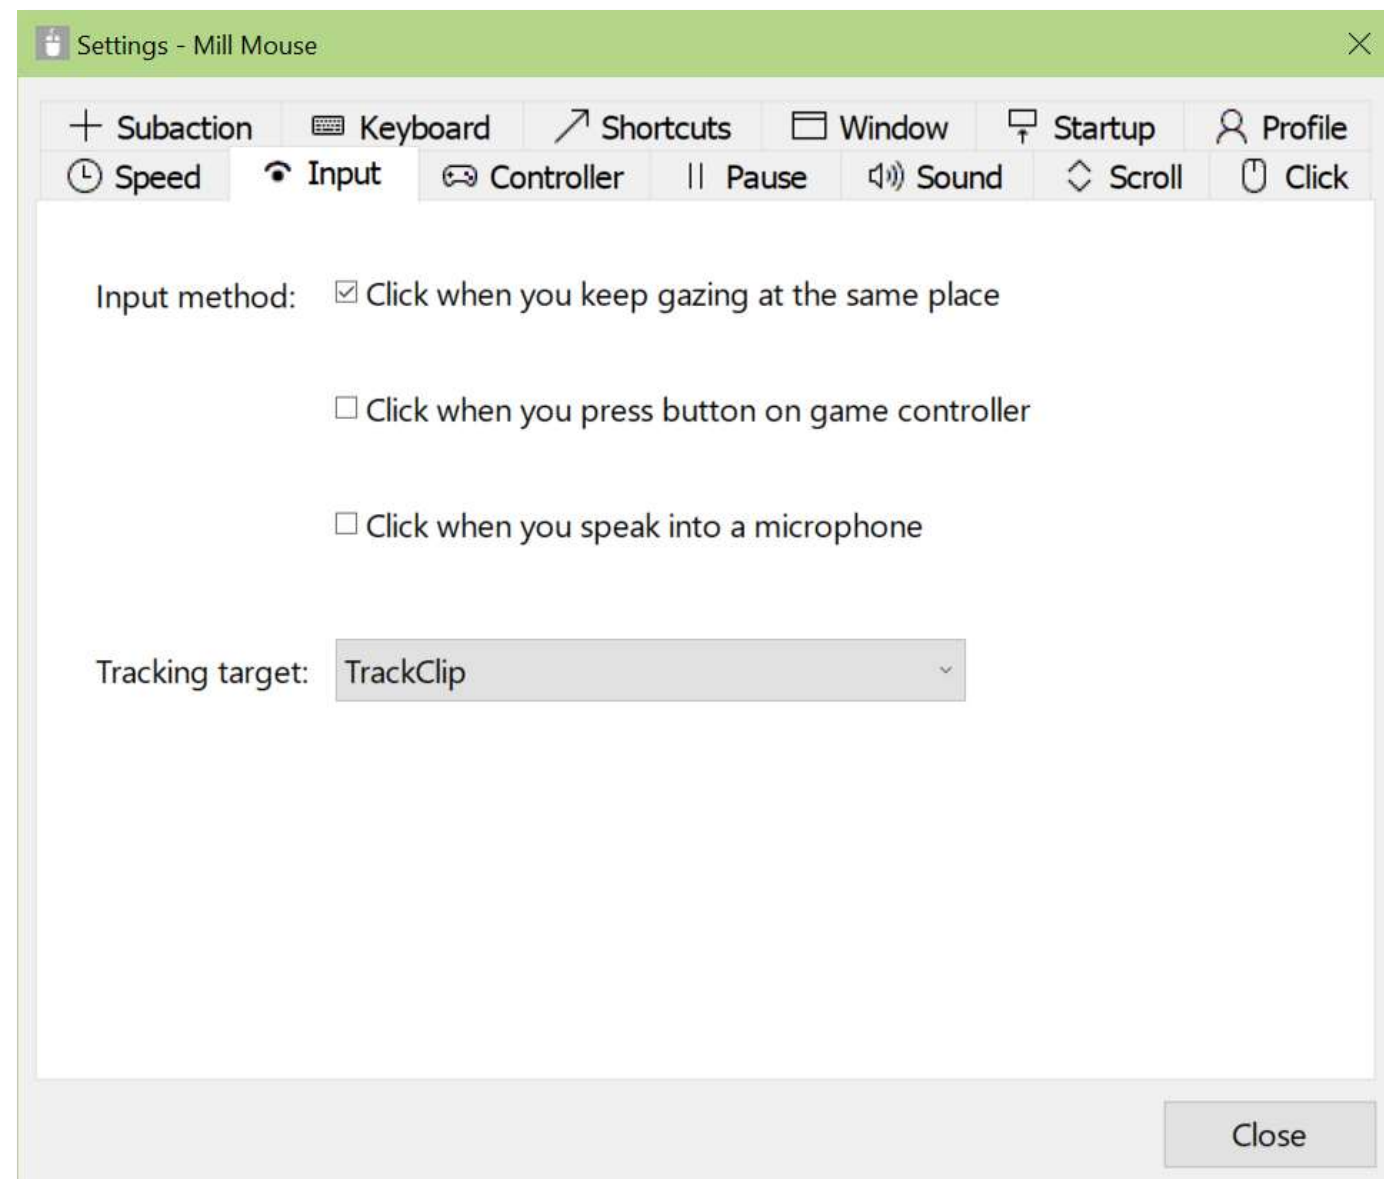 Settings - Mill Mouse
Subaction Keyboard Shortcuts Window Startup Profile
Speed Input Controller Pause Sound Scroll Click
Input method: Click when you keep gazing at the same place
Click when you press button on game controller
Click when you speak into a microphone
Tracking target: TrackClip
Close